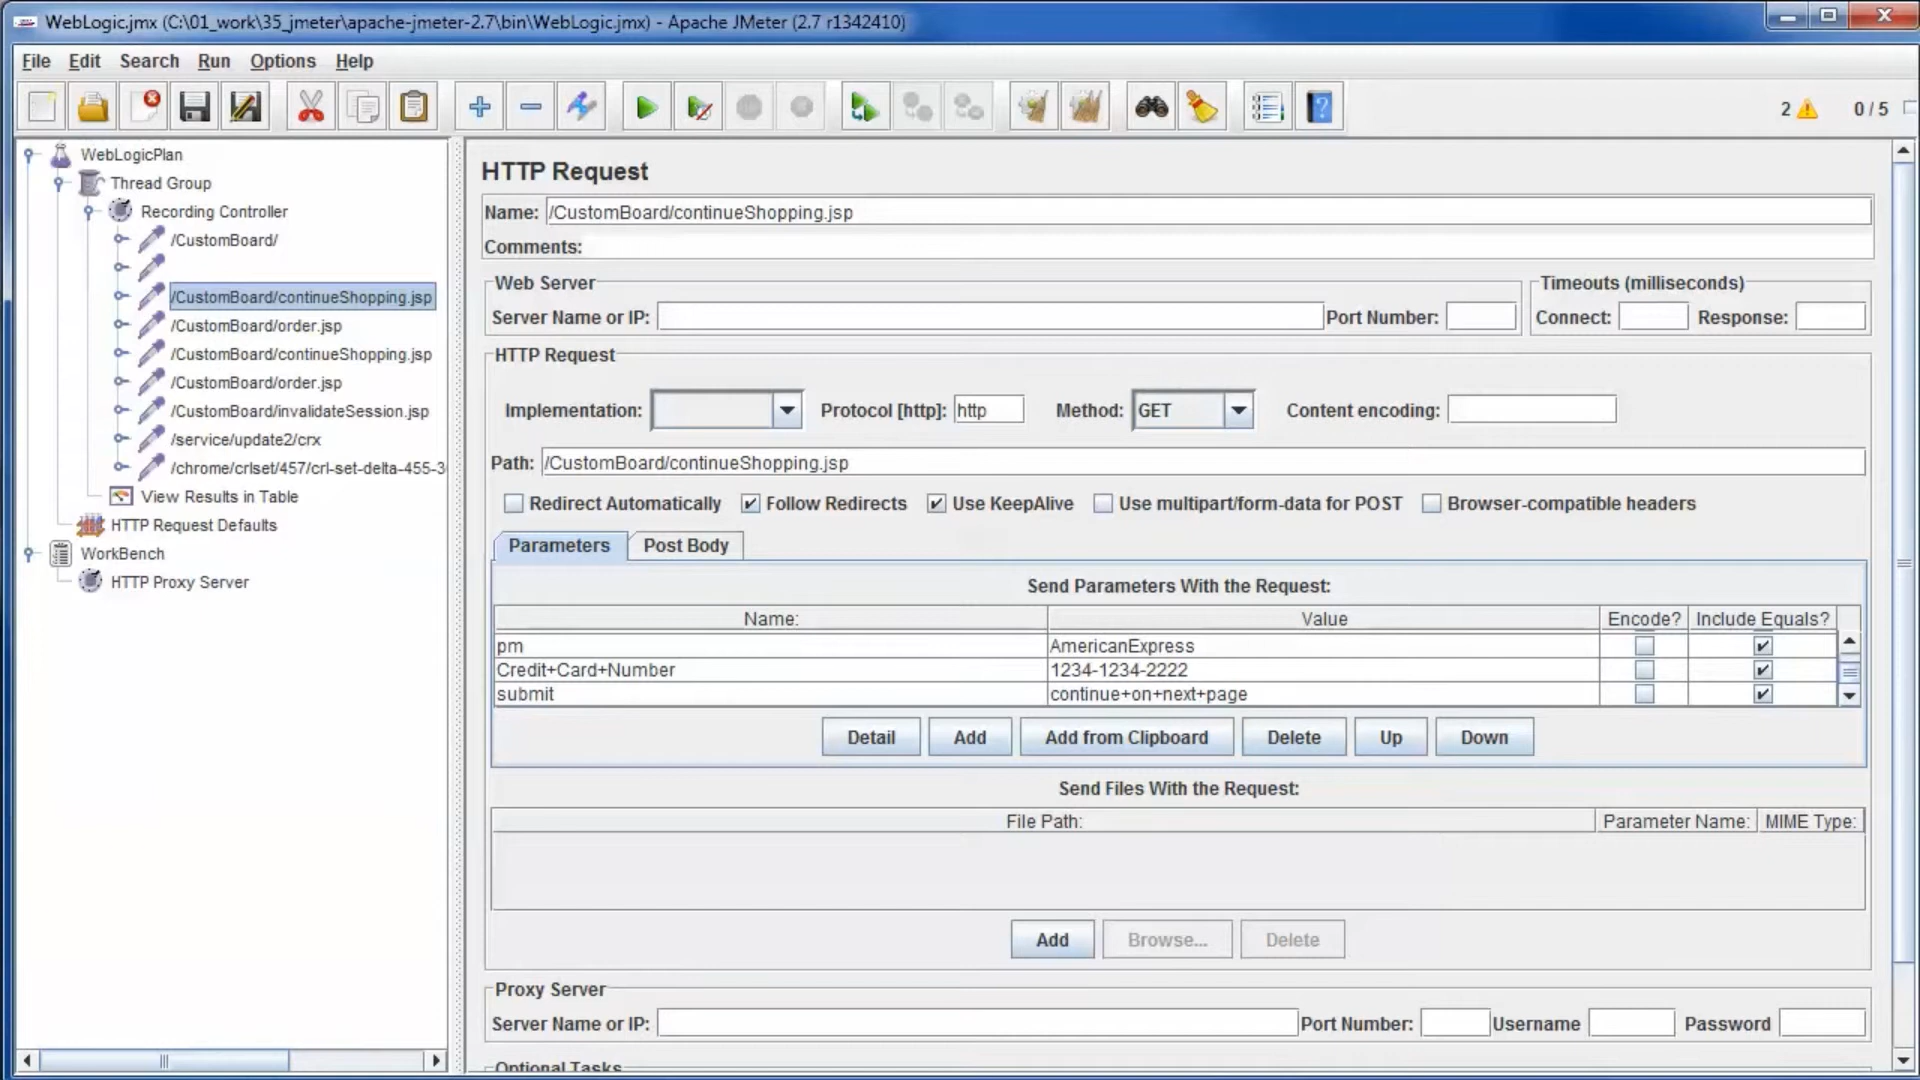 WebLogic.jmx (C:\01_work\35_jmeter\apache-jmeter-2.7\bin\WebLogic.jmx) - Apache JMeter (2.7 r1342410)
File Edit Search Run Options Help
2 0 / 5
WebLogicPlan
Thread Group
Recording Controller
/CustomBoard/
/CustomBoard/continueShopping.jsp
/CustomBoard/order.jsp
/CustomBoard/continueShopping.jsp
/CustomBoard/order.jsp
/CustomBoard/invalidateSession.jsp
/service/update2/crx
/chrome/crlset/457/crl-set-delta-455-3
View Results in Table
HTTP Request Defaults
WorkBench
HTTP Proxy Server
HTTP Request
Name: /CustomBoard/continueShopping.jsp
Comments:
Web Server
Server Name or IP: Port Number:
Timeouts (milliseconds)
Connect: Response:
HTTP Request
Implementation: Protocol [http]: http Method: GET Content encoding:
Path: /CustomBoard/continueShopping.jsp
Redirect Automatically Follow Redirects Use KeepAlive Use multipart/form-data for POST Browser-compatible headers
Parameters Post Body
Send Parameters With the Request:
Name: Value Encode? Include Equals?
pm AmericanExpress
Credit+Card+Number 1234-1234-2222
submit continue+on+next+page
Detail Add Add from Clipboard Delete Up Down
Send Files With the Request:
File Path: Parameter Name: MIME Type:
Add Browse... Delete
Proxy Server
Server Name or IP: Port Number: Username Password
Optional Tasks